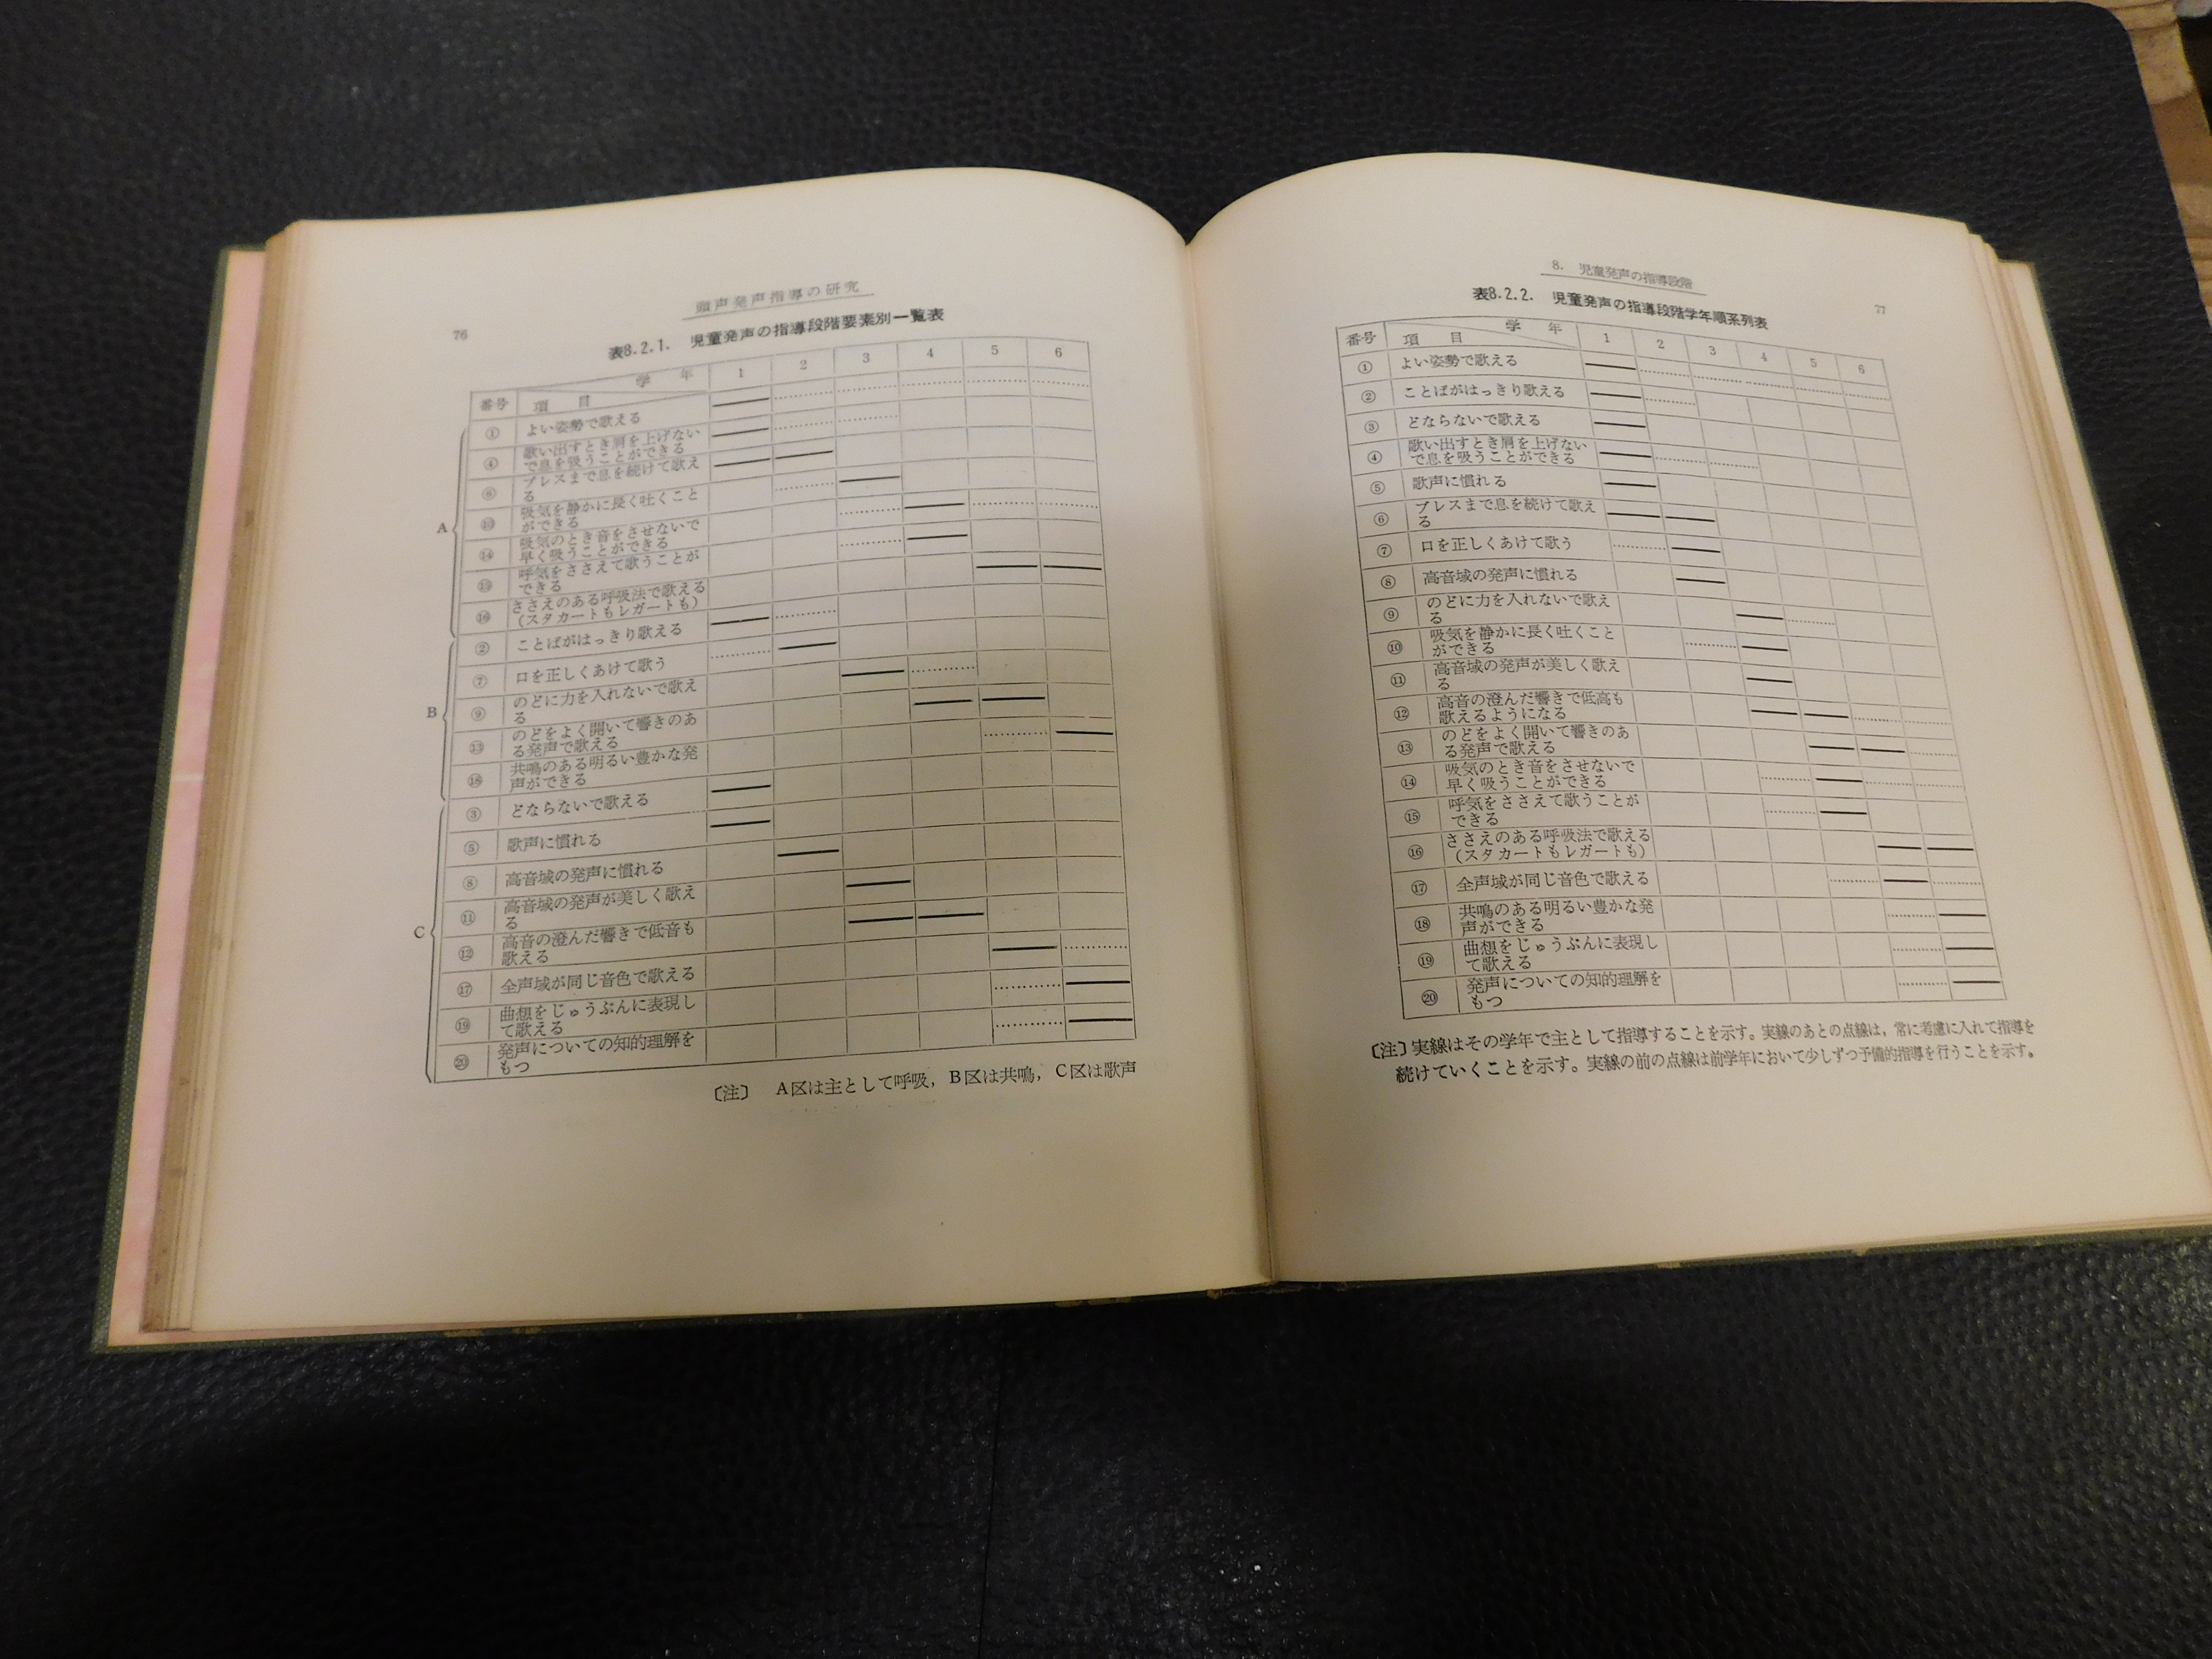 76
頭声発声指導の研究
表8.2.1. 児童発声の指導段階要素別一覧表
番号 項目 学年 1 2 3 4 5 6
A
① よい姿勢で歌える
④ 歌い出すとき肩を上げない
で息を吸うことができる
⑥ ブレスまで息を続けて歌え
る
⑩ 吸気を静かに長く吐くこと
ができる
⑭ 吸気のとき音をさせないで
早く吸うことができる
⑮ 呼気をささえて歌うことが
できる
⑯ ささえのある呼吸法で歌える
(スタカートもレガートも)
B
② ことばがはっきり歌える
⑦ 口を正しくあけて歌う
⑨ のどに力を入れないで歌え
る
⑬ のどをよく開いて響きのあ
る発声で歌える
⑱ 共鳴のある明るい豊かな発
声ができる
C
③ どならないで歌える
⑤ 歌声に慣れる
⑧ 高音域の発声に慣れる
⑪ 高音域の発声が美しく歌え
る
⑫ 高音の澄んだ響きで低音も
歌える
⑰ 全声域が同じ音色で歌える
⑲ 曲想をじゅうぶんに表現し
て歌える
⑳ 発声についての知的理解を
もつ
〔注〕 A区は主として呼吸，B区は共鳴，C区は歌声
8. 児童発声の指導段階
77
表8.2.2. 児童発声の指導段階学年順系列表
番号 項目 学年 1 2 3 4 5 6
① よい姿勢で歌える
② ことばがはっきり歌える
③ どならないで歌える
④ 歌い出すとき肩を上げない
で息を吸うことができる
⑤ 歌声に慣れる
⑥ ブレスまで息を続けて歌え
る
⑦ 口を正しくあけて歌う
⑧ 高音域の発声に慣れる
⑨ のどに力を入れないで歌え
る
⑩ 吸気を静かに長く吐くこと
ができる
⑪ 高音域の発声が美しく歌え
る
⑫ 高音の澄んだ響きで低高も
歌えるようになる
⑬ のどをよく開いて響きのあ
る発声で歌える
⑭ 吸気のとき音をさせないで
早く吸うことができる
⑮ 呼気をささえて歌うことが
できる
⑯ ささえのある呼吸法で歌える
(スタカートもレガートも)
⑰ 全声域が同じ音色で歌える
⑱ 共鳴のある明るい豊かな発
声ができる
⑲ 曲想をじゅうぶんに表現し
て歌える
⑳ 発声についての知的理解を
もつ
〔注〕実線はその学年で主として指導することを示す。実線のあとの点線は，常に考慮に入れて指導を
続けていくことを示す。実線の前の点線は前学年において少しずつ予備的指導を行うことを示す。